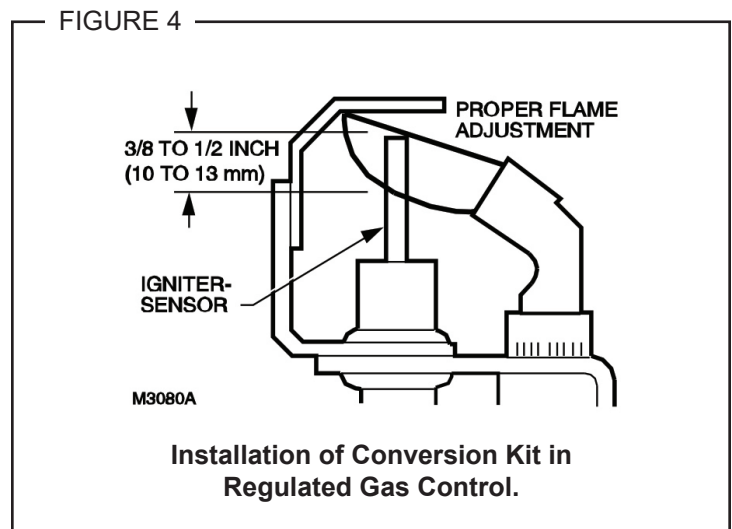 FIGURE 4
PROPER FLAME
ADJUSTMENT
3/8 TO 1/2 INCH
(10 TO 13 mm)
IGNITER-
SENSOR
M3080A
Installation of Conversion Kit in
Regulated Gas Control.